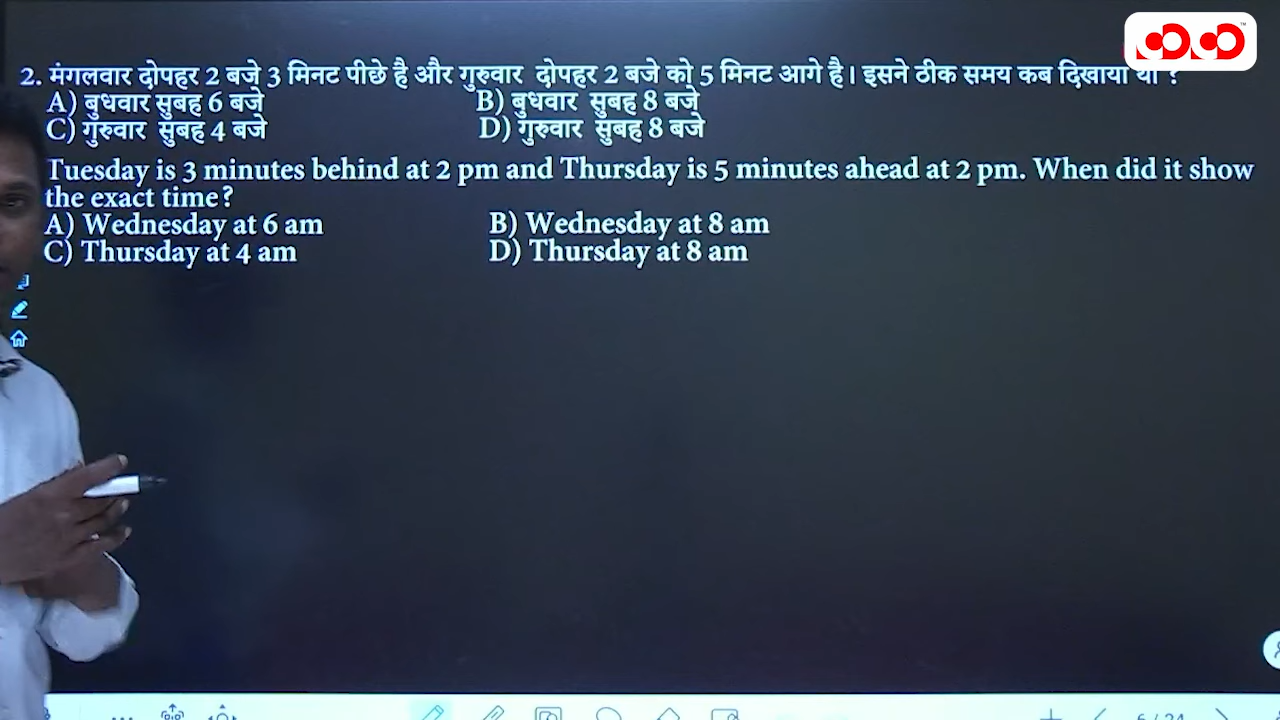 2. मंगलवार दोपहर 2 बजे 3 मिनट पीछे है और गुरुवार दोपहर 2 बजे को 5 मिनट आगे है। इसने ठीक समय कब दिखाया था ?
A) बुधवार सुबह 6 बजे B) बुधवार सुबह 8 बजे
C) गुरुवार सुबह 4 बजे D) गुरुवार सुबह 8 बजे
Tuesday is 3 minutes behind at 2 pm and Thursday is 5 minutes ahead at 2 pm. When did it show
the exact time?
A) Wednesday at 6 am B) Wednesday at 8 am
C) Thursday at 4 am D) Thursday at 8 am